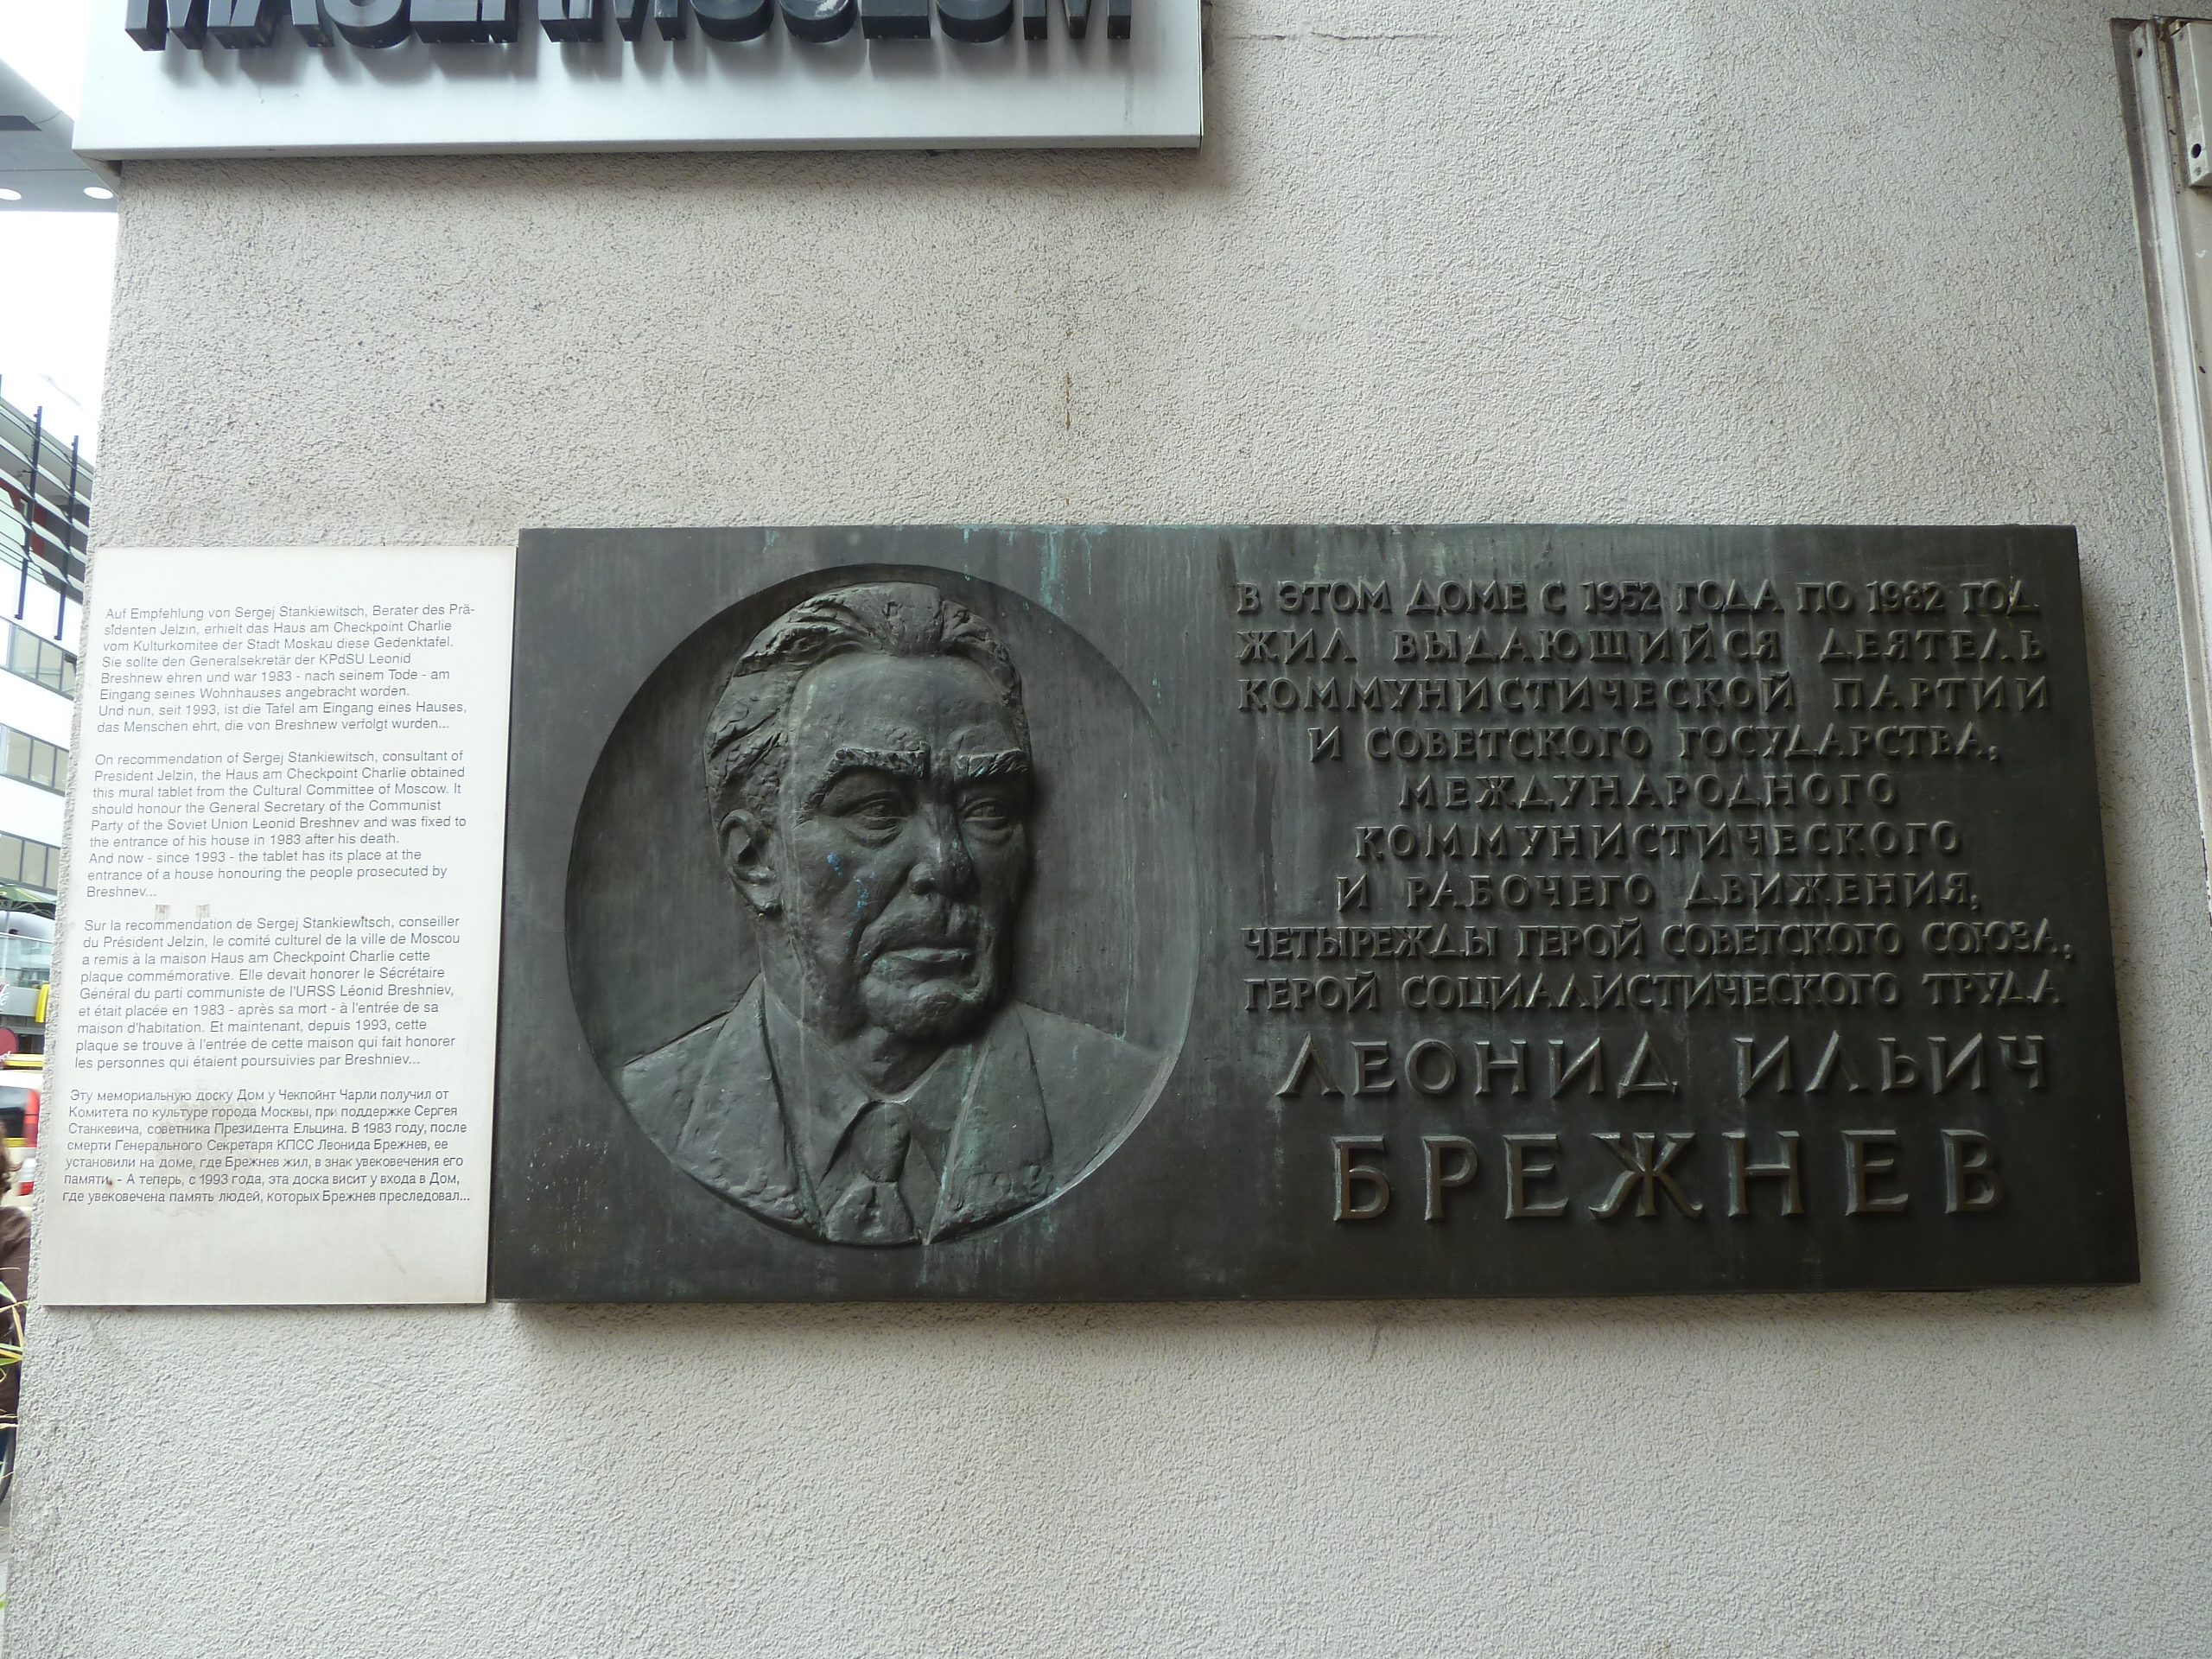 MAUERMUSEUM
Auf Empfehlung von Sergej Stankiewitsch, Berater des Prä-
sidenten Jelzin, erhielt das Haus am Checkpoint Charlie
vom Kulturkomitee der Stadt Moskau diese Gedenktafel.
Sie sollte den Generalsekretär der KPdSU Leonid
Breshnew ehren und war 1983 - nach seinem Tode - am
Eingang seines Wohnhauses angebracht worden.
Und nun, seit 1993, ist die Tafel am Eingang eines Hauses,
das Menschen ehrt, die von Breshnew verfolgt wurden...
On recommendation of Sergej Stankiewitsch, consultant of
President Jelzin, the Haus am Checkpoint Charlie obtained
this mural tablet from the Cultural Committee of Moscow. It
should honour the General Secretary of the Communist
Party of the Soviet Union Leonid Breshnev and was fixed to
the entrance of his house in 1983 after his death.
And now - since 1993 - the tablet has its place at the
entrance of a house honouring the people prosecuted by
Breshnev...
Sur la recommendation de Sergej Stankiewitsch, conseiller
du Président Jelzin, le comité culturel de la ville de Moscou
a remis à la maison Haus am Checkpoint Charlie cette
plaque commémorative. Elle devait honorer le Sécrétaire
Général du parti communiste de l'URSS Léonid Breshniev,
et était placée en 1983 - après sa mort - à l'entrée de sa
maison d'habitation. Et maintenant, depuis 1993, cette
plaque se trouve à l'entrée de cette maison qui fait honorer
les personnes qui étaient poursuivies par Breshniev...
Эту мемориальную доску Дом у Чекпойнт Чарли получил от
Комитета по культуре города Москвы, при поддержке Сергея
Станкевича, советника Президента Ельцина. В 1983 году, после
смерти Генерального Секретаря КПСС Леонида Брежнев, ее
установили на доме, где Брежнев жил, в знак увековечения его
памяти. - А теперь, с 1993 года, эта доска висит у входа в Дом,
где увековечена память людей, которых Брежнев преследовал...
В ЭТОМ ДОМЕ С 1952 ГОДА ПО 1982 ГОД
ЖИЛ ВЫДАЮЩИЙСЯ ДЕЯТЕЛЬ
КОММУНИСТИЧЕСКОЙ ПАРТИИ
И СОВЕТСКОГО ГОСУДАРСТВА,
МЕЖДУНАРОДНОГО
КОММУНИСТИЧЕСКОГО
И РАБОЧЕГО ДВИЖЕНИЯ,
ЧЕТЫРЕЖДЫ ГЕРОЙ СОВЕТСКОГО СОЮЗА,
ГЕРОЙ СОЦИАЛИСТИЧЕСКОГО ТРУДА
ЛЕОНИД ИЛЬИЧ
БРЕЖНЕВ